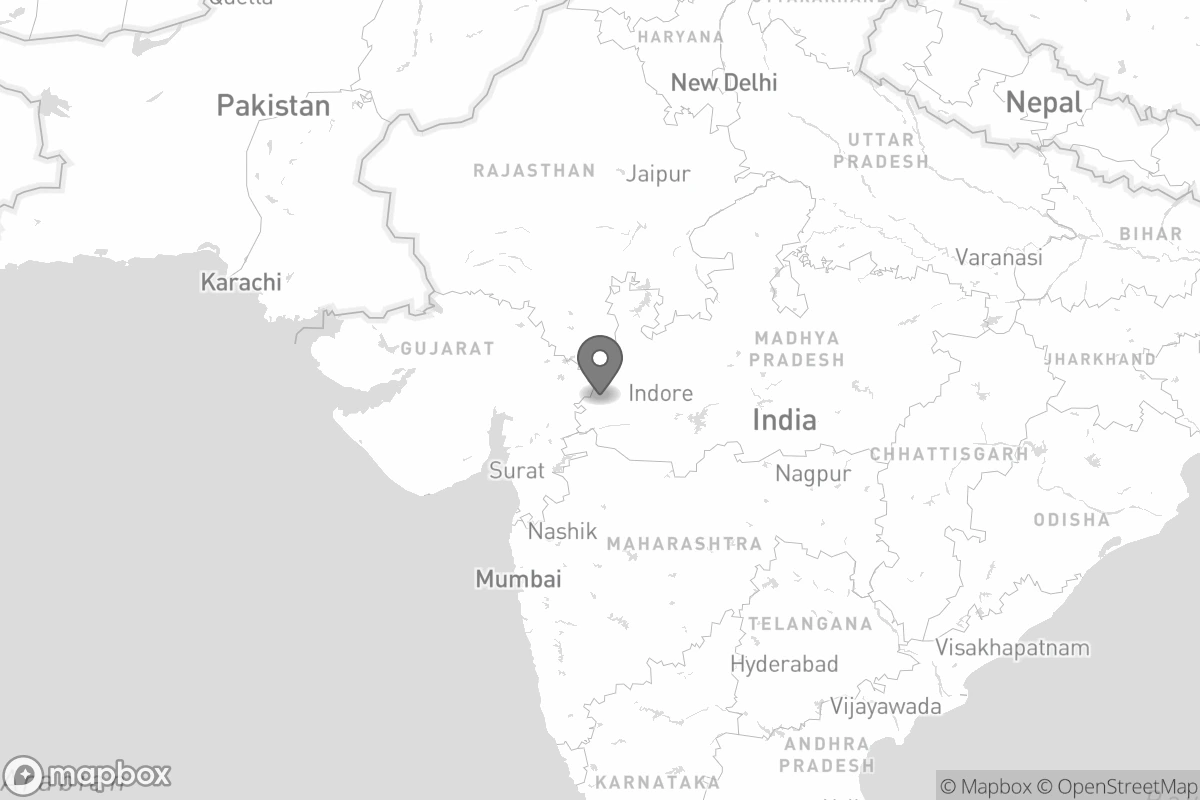 Quetta
UTTARAKHAND
HARYANA
New Delhi
Pakistan
Nepal
UTTAR
PRADESH
RAJASTHAN
Jaipur
BIHAR
Varanasi
Karachi
MADHYA
PRADESH
GUJARAT
JHARKHAND
Indore
India
CHHATTISGARH
Surat
Nagpur
ODISHA
Nashik
MAHARASHTRA
Mumbai
TELANGANA
Visakhapatnam
Hyderabad
Vijayawada
ANDHRA
PRADESH
KARNATAKA
mapbox
© Mapbox © OpenStreetMap